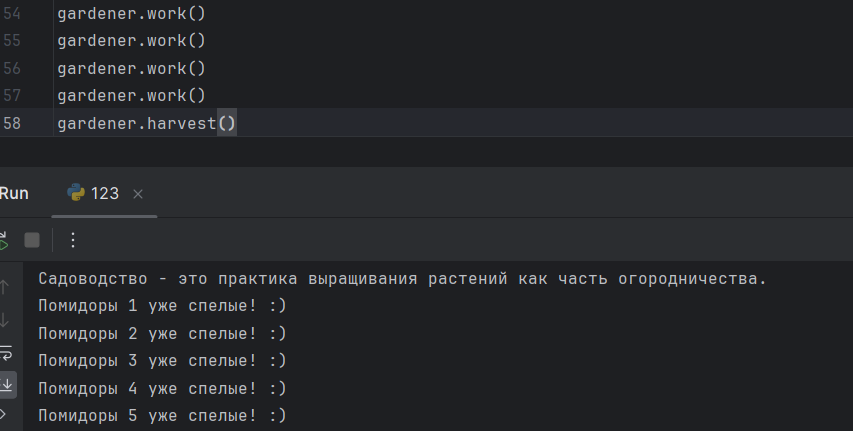 54 gardener.work()
55 gardener.work()
56 gardener.work()
57 gardener.work()
58 gardener.harvest()
Run 123
Садоводство - это практика выращивания растений как часть огородничества.
Помидоры 1 уже спелые! :)
Помидоры 2 уже спелые! :)
Помидоры 3 уже спелые! :)
Помидоры 4 уже спелые! :)
Помидоры 5 уже спелые! :)